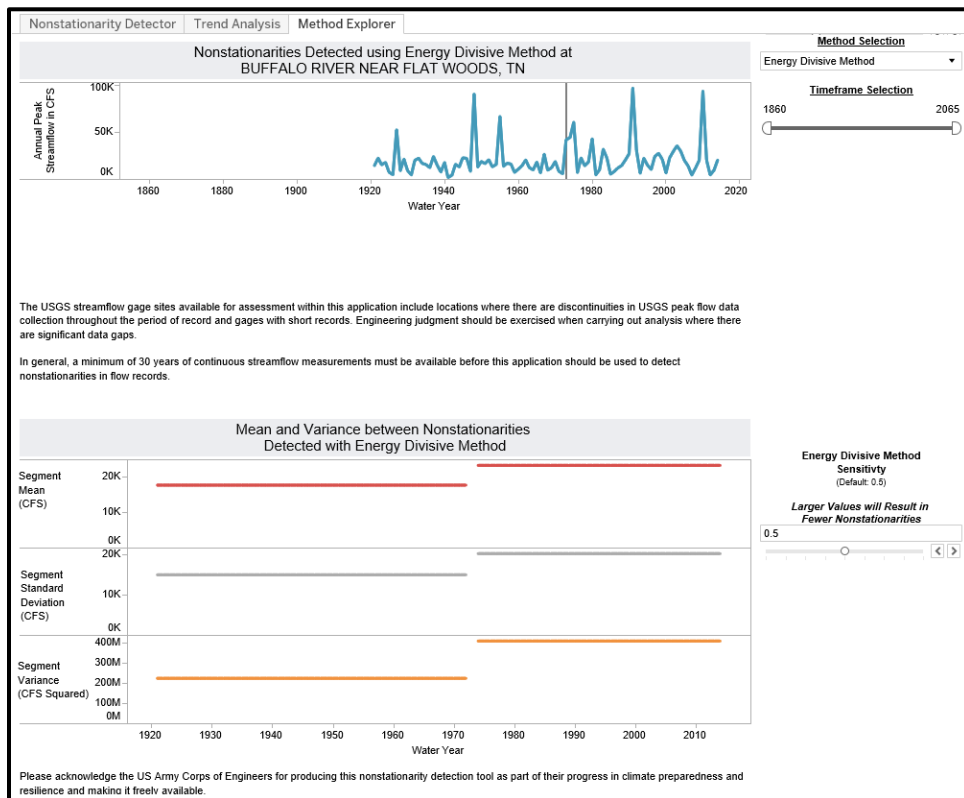 Nonstationarity Detector
Trend Analysis
Method Explorer
Nonstationarities Detected using Energy Divisive Method at
BUFFALO RIVER NEAR FLAT WOODS, TN
Annual Peak
Streamflow in CFS
100K
50K
0K
1860
1880
1900
1920
1940
1960
1980
2000
2020
Water Year
Method Selection
Energy Divisive Method
Timeframe Selection
1860
2065
The USGS streamflow gage sites available for assessment within this application include locations where there are discontinuities in USGS peak flow data
collection throughout the period of record and gages with short records. Engineering judgment should be exercised when carrying out analysis where there
are significant data gaps.
In general, a minimum of 30 years of continuous streamflow measurements must be available before this application should be used to detect
nonstationarities in flow records.
Mean and Variance between Nonstationarities
Detected with Energy Divisive Method
Segment
Mean
(CFS)
20K
10K
0K
Segment
Standard
Deviation
(CFS)
20K
10K
0K
Segment
Variance
(CFS Squared)
400M
300M
200M
100M
0M
1920
1930
1940
1950
1960
1970
1980
1990
2000
2010
Water Year
Energy Divisive Method
Sensitivty
(Default: 0.5)
Larger Values will Result in
Fewer Nonstationarities
0.5
Please acknowledge the US Army Corps of Engineers for producing this nonstationarity detection tool as part of their progress in climate preparedness and
resilience and making it freely available.